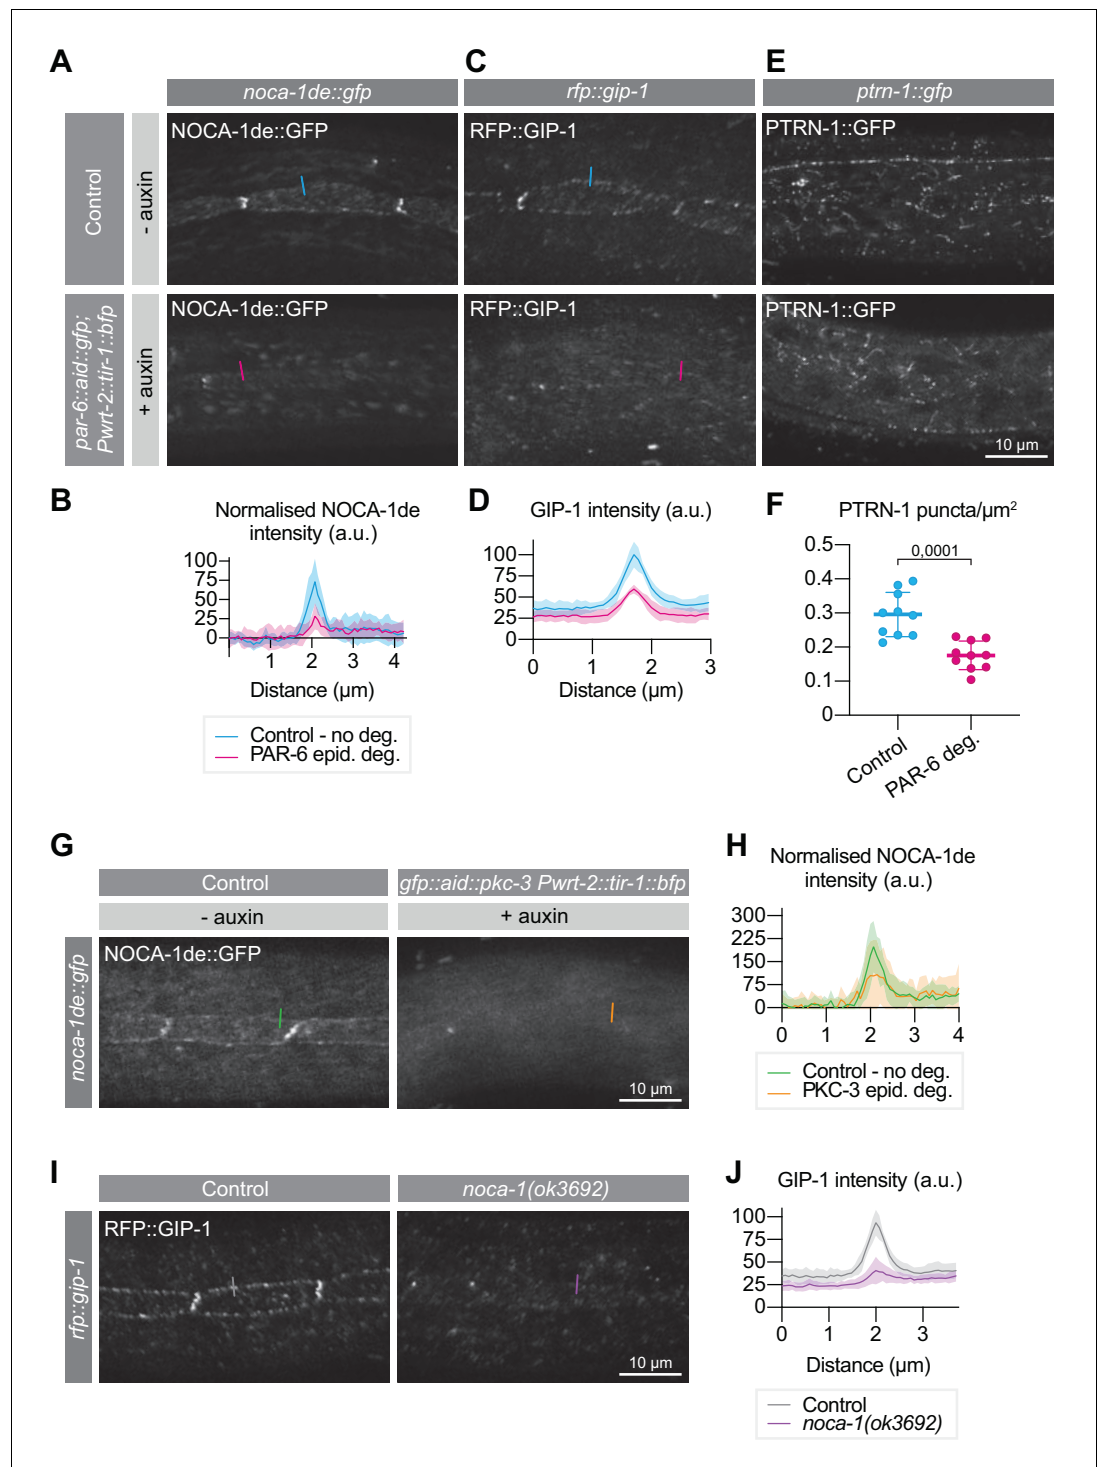 A
C
E
noca-1de::gfp
rfp::gip-1
ptrn-1::gfp
Control
- auxin
NOCA-1de::GFP
RFP::GIP-1
PTRN-1::GFP
par-6::aid::gfp;
Pwrt-2::tir-1::bfp
+ auxin
NOCA-1de::GFP
RFP::GIP-1
PTRN-1::GFP
10 µm
B
Normalised NOCA-1de
intensity (a.u.)
100
75
50
25
0
1 2 3 4
Distance (µm)
Control - no deg.
PAR-6 epid. deg.
D
GIP-1 intensity (a.u.)
100
75
50
25
0
0 1 2 3
Distance (µm)
F
PTRN-1 puncta/µm²
0.5
0.4
0.3
0.2
0.1
0
0,0001
Control
PAR-6 deg.
G
Control
gfp::aid::pkc-3 Pwrt-2::tir-1::bfp
- auxin
+ auxin
noca-1de::gfp
NOCA-1de::GFP
10 µm
H
Normalised NOCA-1de
intensity (a.u.)
300
225
150
75
0
0 1 2 3 4
Control - no deg.
PKC-3 epid. deg.
I
Control
noca-1(ok3692)
rfp::gip-1
RFP::GIP-1
10 µm
J
GIP-1 intensity (a.u.)
100
75
50
25
0
0 1 2 3
Distance (µm)
Control
noca-1(ok3692)